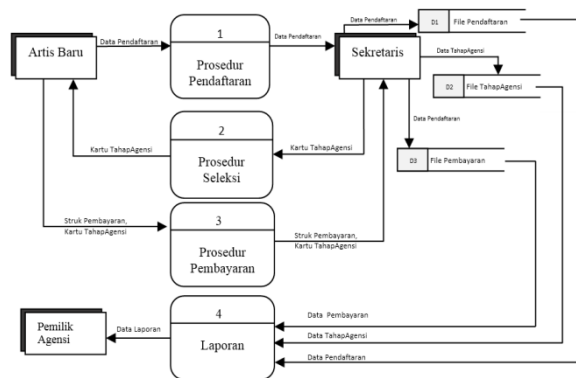 Data Pendaftaran
D1 File Pendaftaran
1
Artis Baru
Data Pendaftaran
Prosedur
Pendaftaran
Data Pendaftaran
Sekretaris
Data TahapAgensi
D2 File TahapAgensi
Data Pendaftaran
2
Prosedur
Seleksi
Kartu TahapAgensi
Kartu TahapAgensi
D3 File Pembayaran
3
Prosedur
Pembayaran
Struk Pembayaran,
Kartu TahapAgensi
Struk Pembayaran,
Kartu TahapAgensi
4
Laporan
Pemilik
Agensi
Data Laporan
Data Pembayaran
Data TahapAgensi
Data Pendaftaran